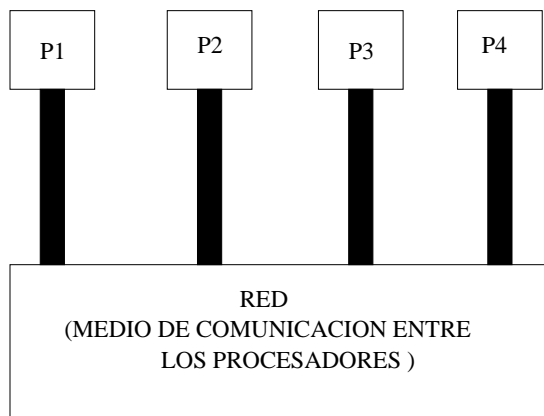 P1 P2 P3 P4
RED
(MEDIO DE COMUNICACION ENTRE
LOS PROCESADORES )